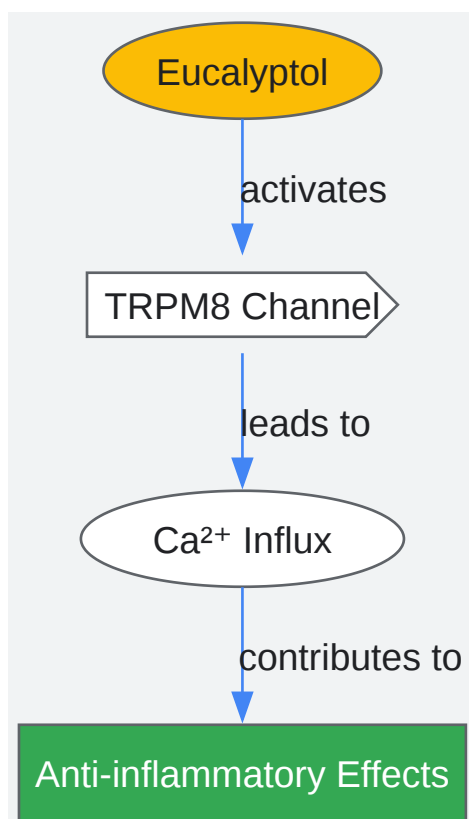 Eucalyptol
activates
TRPM8 Channel
leads to
Ca²⁺ Influx
contributes to
Anti-inflammatory Effects